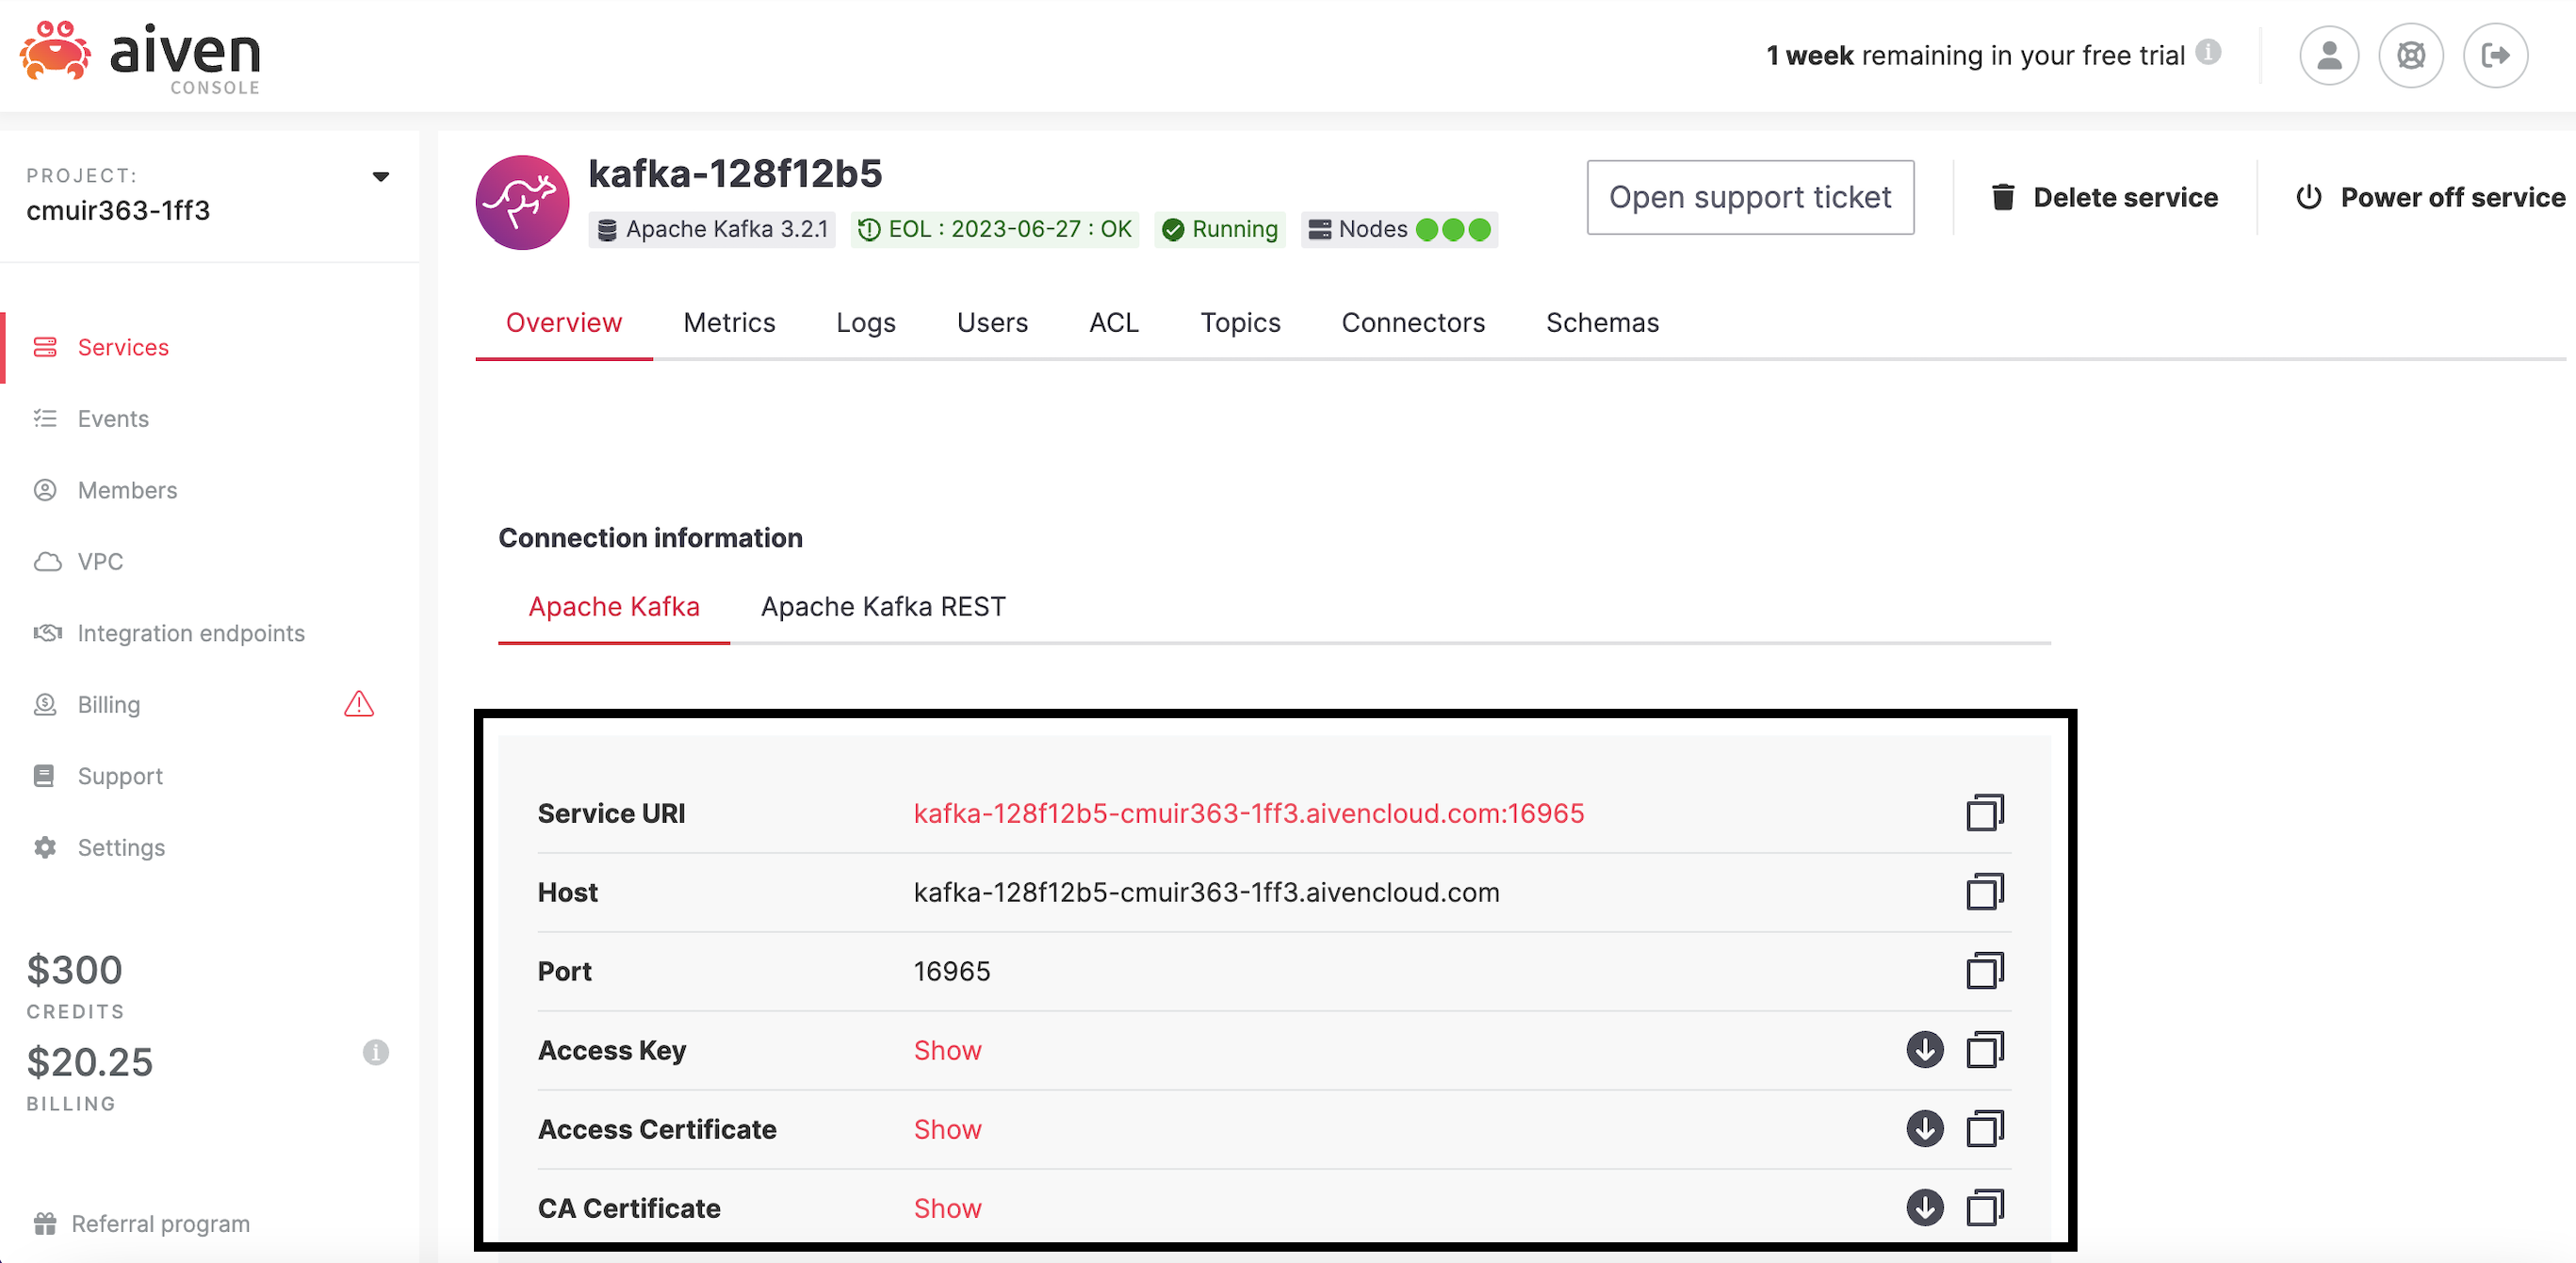 aiven
CONSOLE
1 week remaining in your free trial
PROJECT:
cmuir363-1ff3
Services
Events
Members
VPC
Integration endpoints
Billing
Support
Settings
$300
CREDITS
$20.25
BILLING
Referral program
kafka-128f12b5
Apache Kafka 3.2.1 EOL : 2023-06-27 : OK Running Nodes
Open support ticket Delete service Power off service
Overview Metrics Logs Users ACL Topics Connectors Schemas
Connection information
Apache Kafka Apache Kafka REST
Service URI kafka-128f12b5-cmuir363-1ff3.aivencloud.com:16965
Host kafka-128f12b5-cmuir363-1ff3.aivencloud.com
Port 16965
Access Key Show
Access Certificate Show
CA Certificate Show